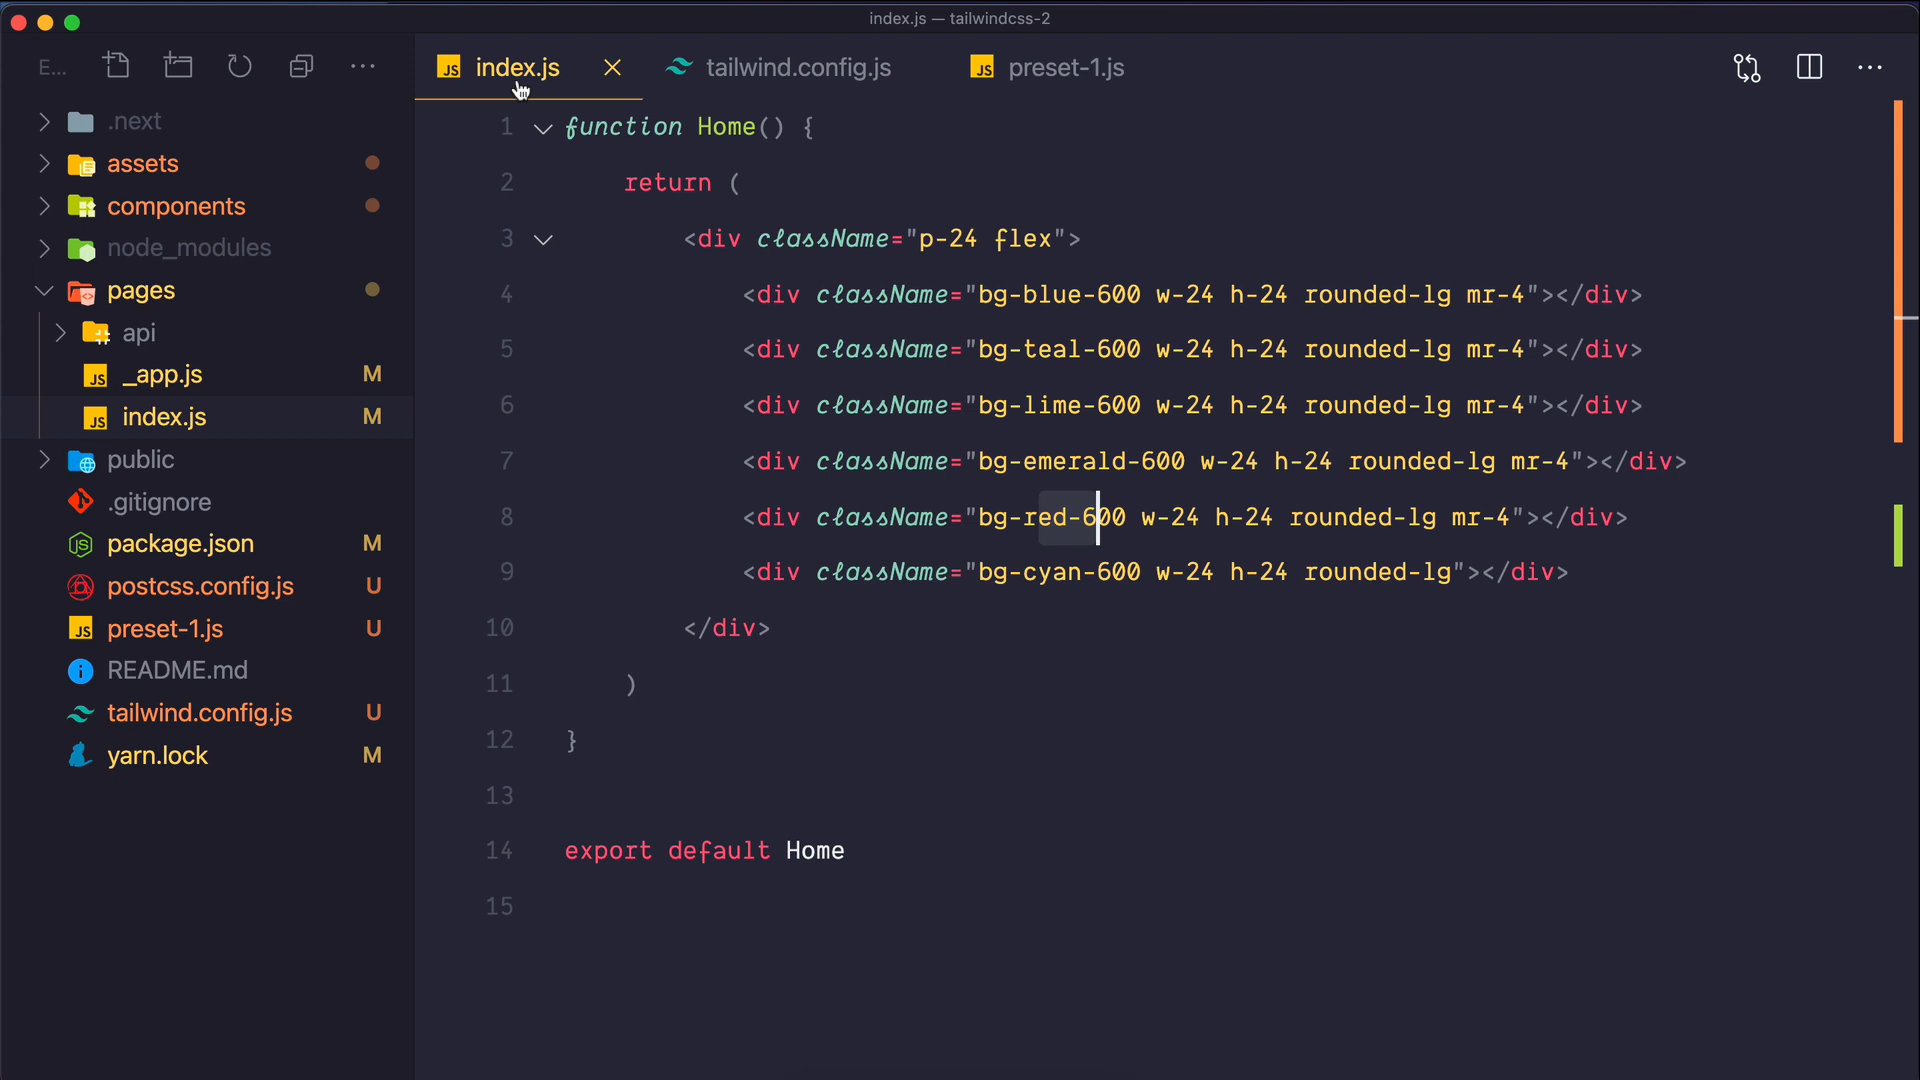 index.js — tailwindcss-2
E...
index.js
tailwind.config.js
JS preset-1.js
.next
assets
components
node_modules
pages
api
JS _app.js M
JS index.js M
public
.gitignore
package.json M
postcss.config.js U
JS preset-1.js U
README.md
tailwind.config.js U
yarn.lock M
1 function Home() {
2 return (
3 <div className="p-24 flex">
4 <div className="bg-blue-600 w-24 h-24 rounded-lg mr-4"></div>
5 <div className="bg-teal-600 w-24 h-24 rounded-lg mr-4"></div>
6 <div className="bg-lime-600 w-24 h-24 rounded-lg mr-4"></div>
7 <div className="bg-emerald-600 w-24 h-24 rounded-lg mr-4"></div>
8 <div className="bg-red-600 w-24 h-24 rounded-lg mr-4"></div>
9 <div className="bg-cyan-600 w-24 h-24 rounded-lg"></div>
10 </div>
11 )
12 }
13
14 export default Home
15